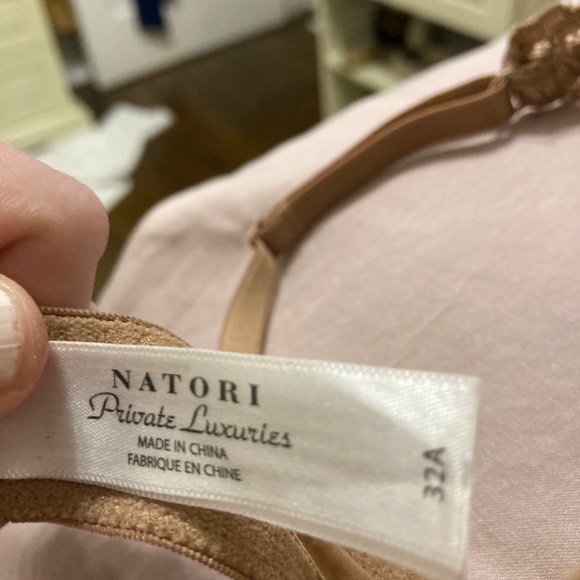 NATORI
Private Luxuries
MADE IN CHINA
FABRIQUE EN CHINE
32A